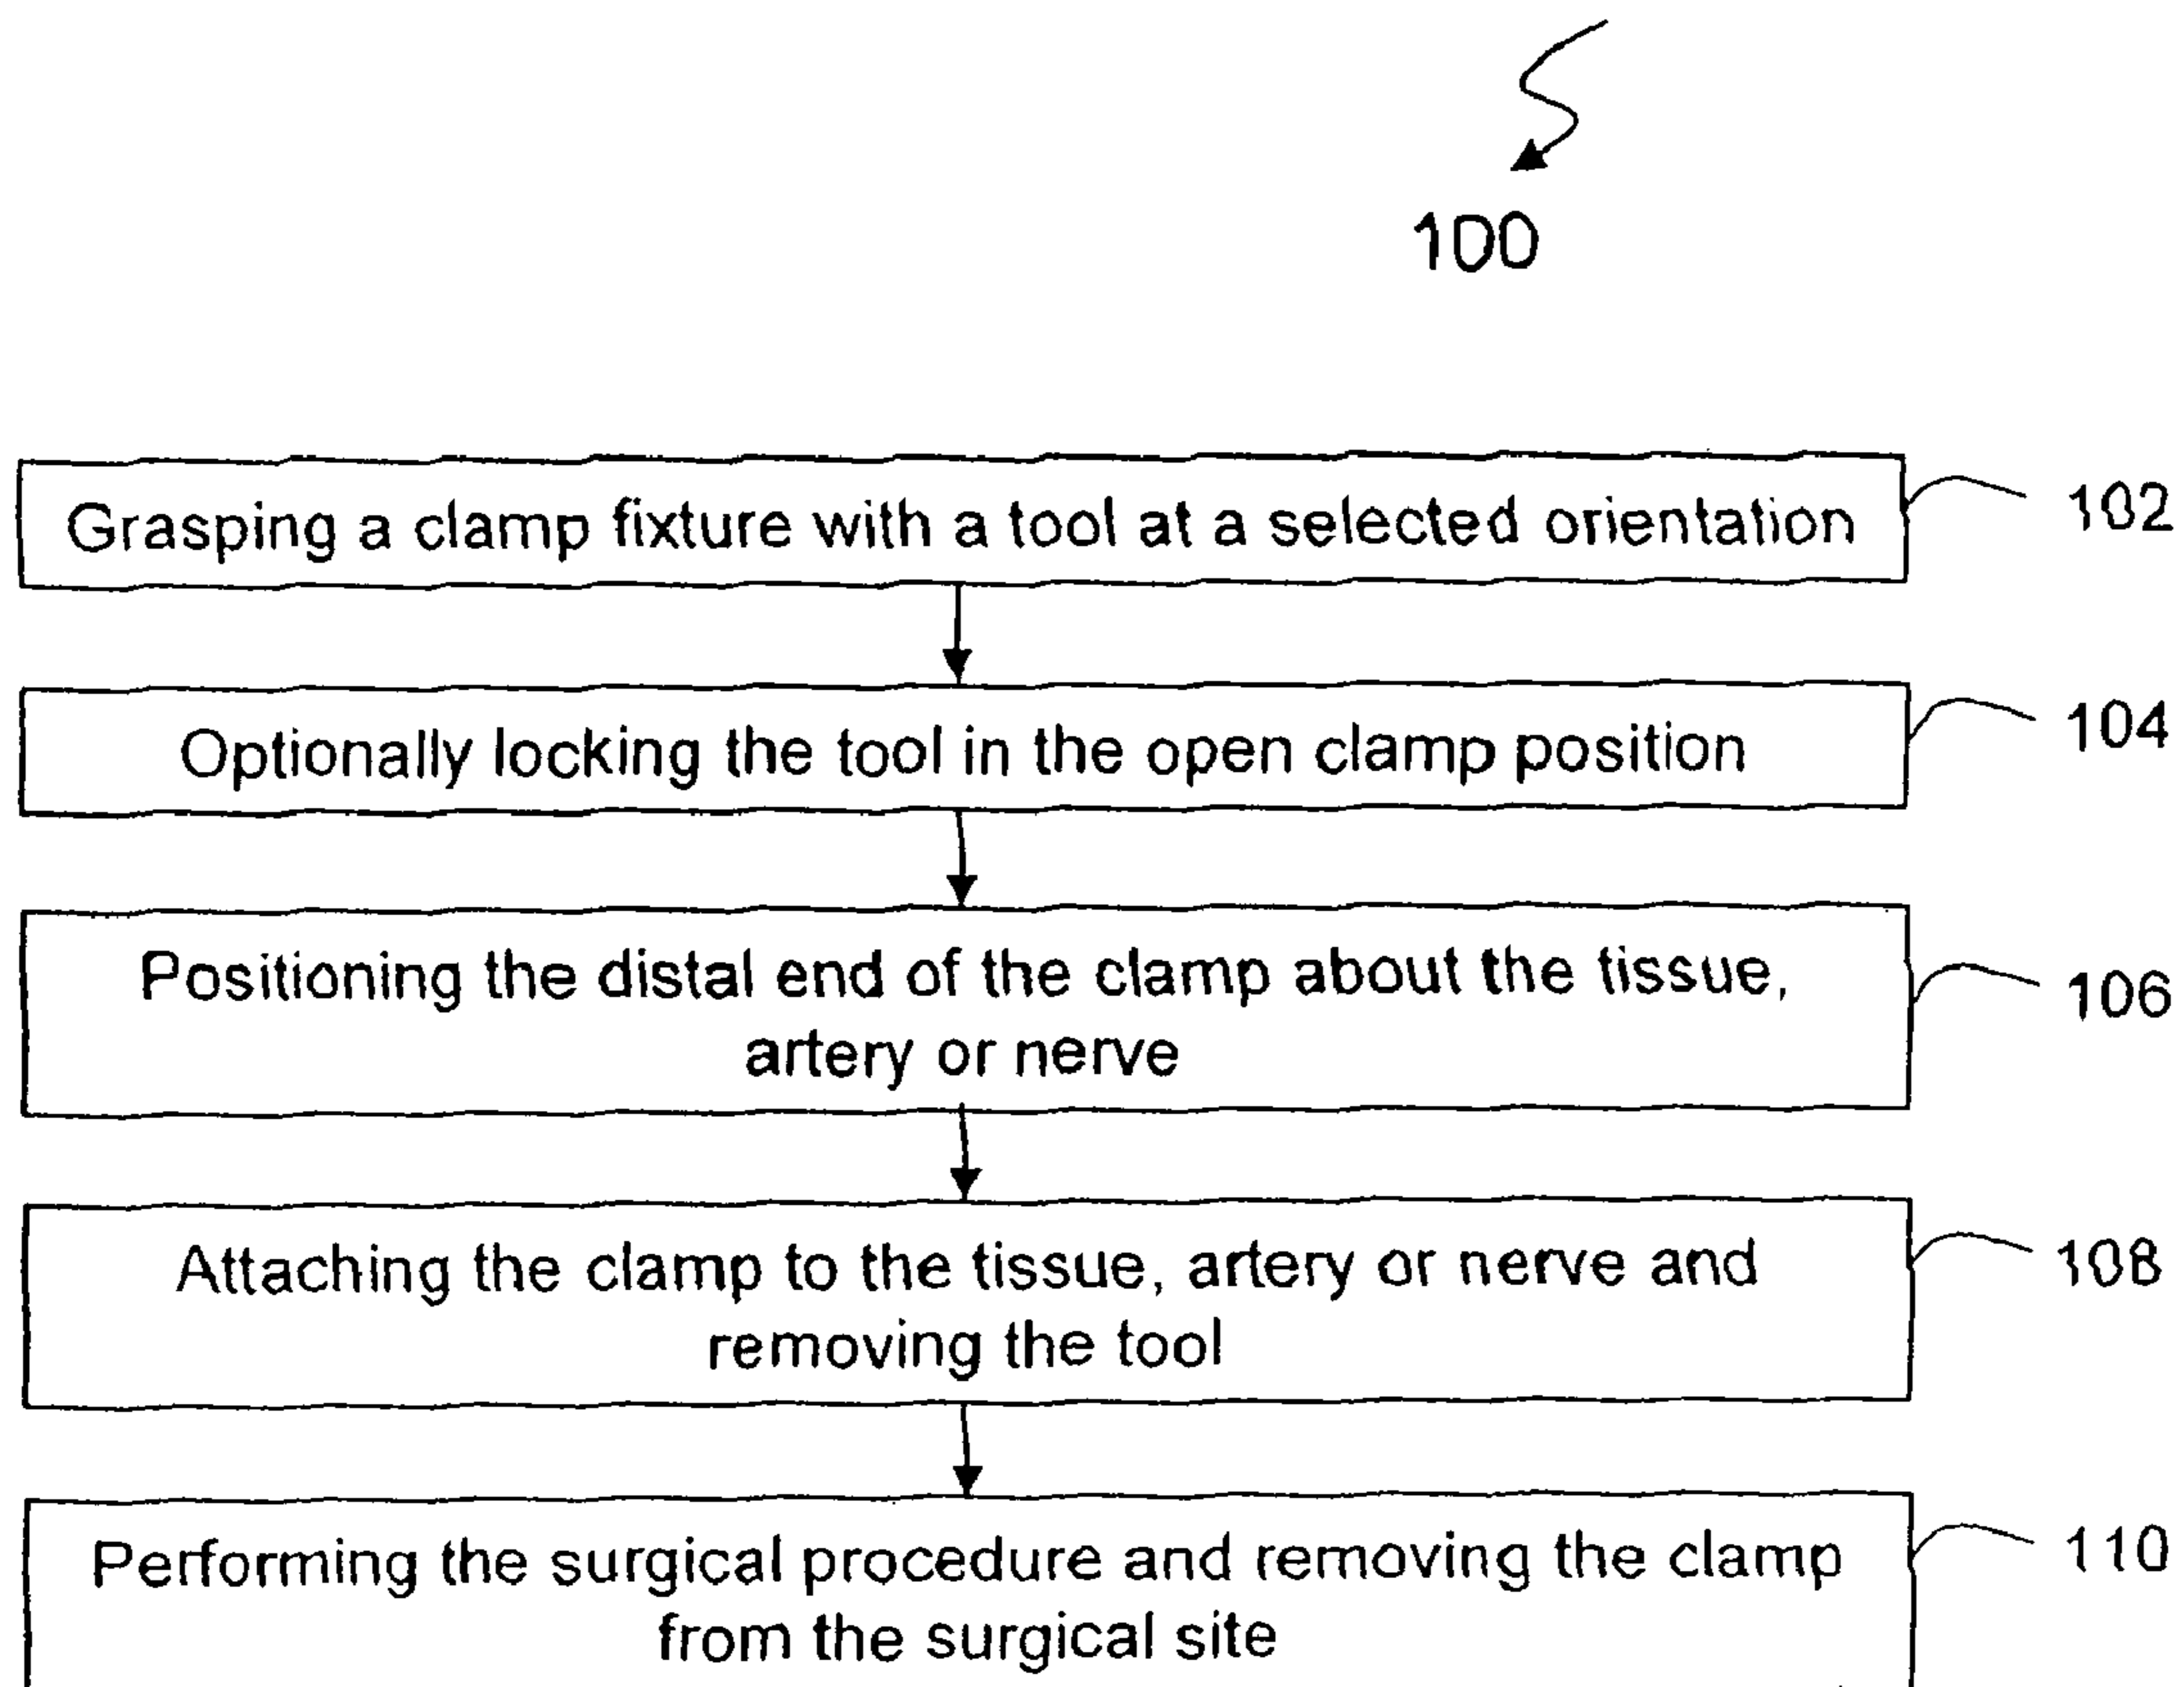 100
Grasping a clamp fixture with a tool at a selected orientation
102
Optionally locking the tool in the open clamp position
104
Positioning the distal end of the clamp about the tissue,
artery or nerve
106
Attaching the clamp to the tissue, artery or nerve and
removing the tool
108
Performing the surgical procedure and removing the clamp
from the surgical site
110